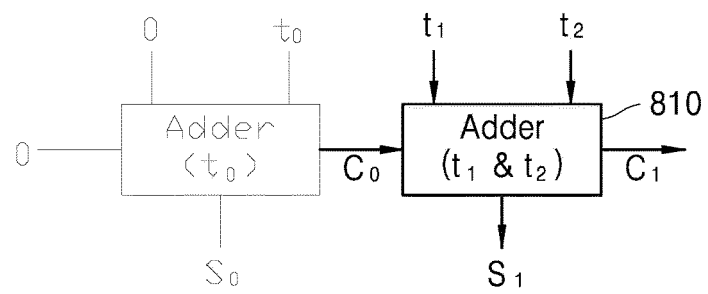 0 t₀ t₁ t₂
810
Adder Adder
0 (t₀) C₀ (t₁ & t₂) C₁
S₀ S₁